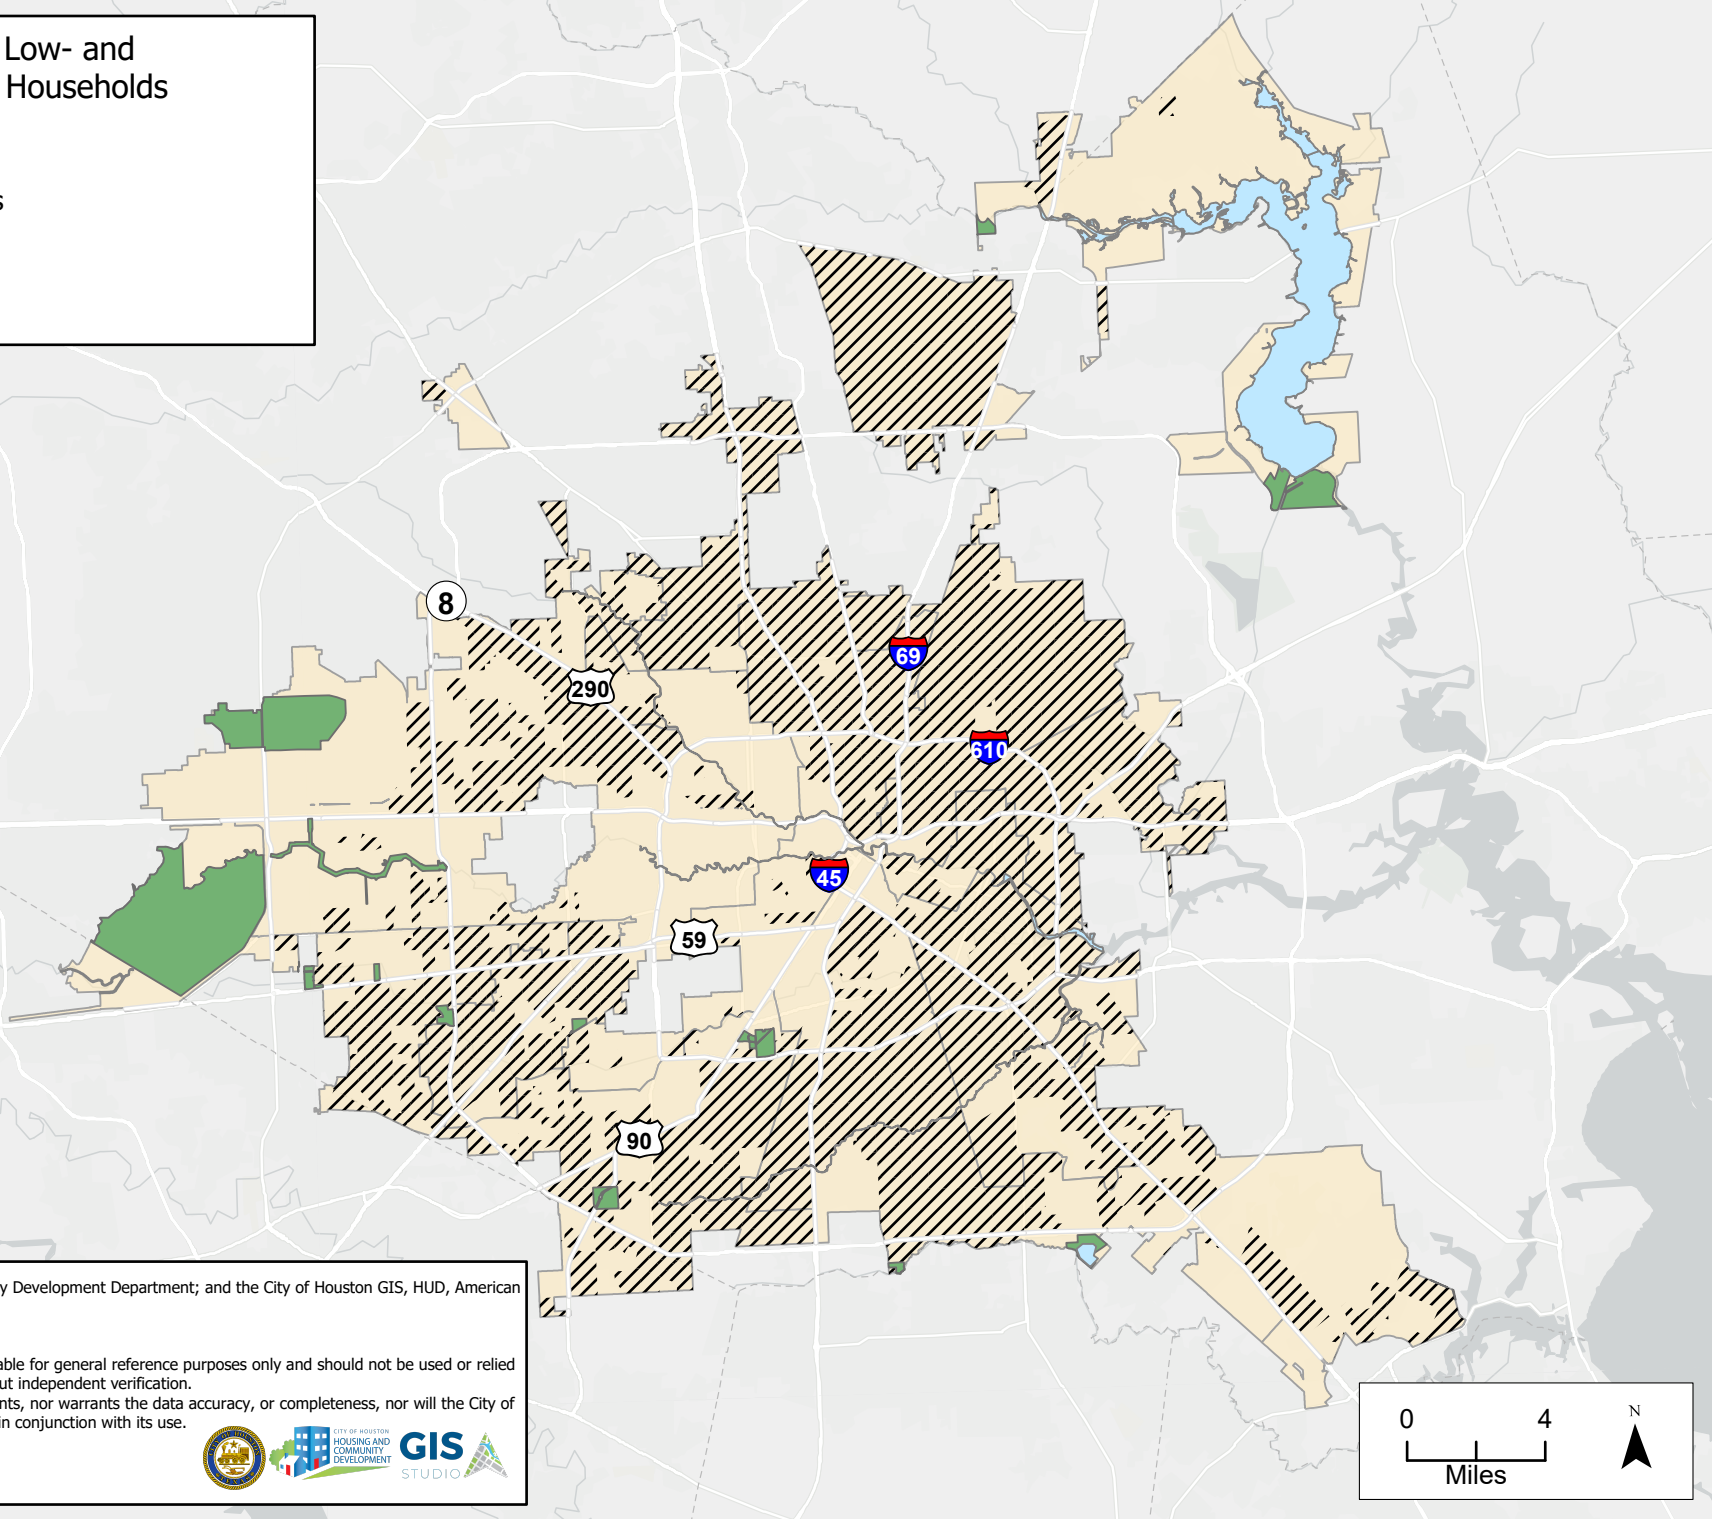 Low- and
Households
s
8
290
69
610
45
59
90
y Development Department; and the City of Houston GIS, HUD, American
able for general reference purposes only and should not be used or relied
ut independent verification.
nts, nor warrants the data accuracy, or completeness, nor will the City of
in conjunction with its use.
CITY OF HOUSTON
HOUSING AND
COMMUNITY
DEVELOPMENT
GIS
STUDIO
0 4
Miles
N